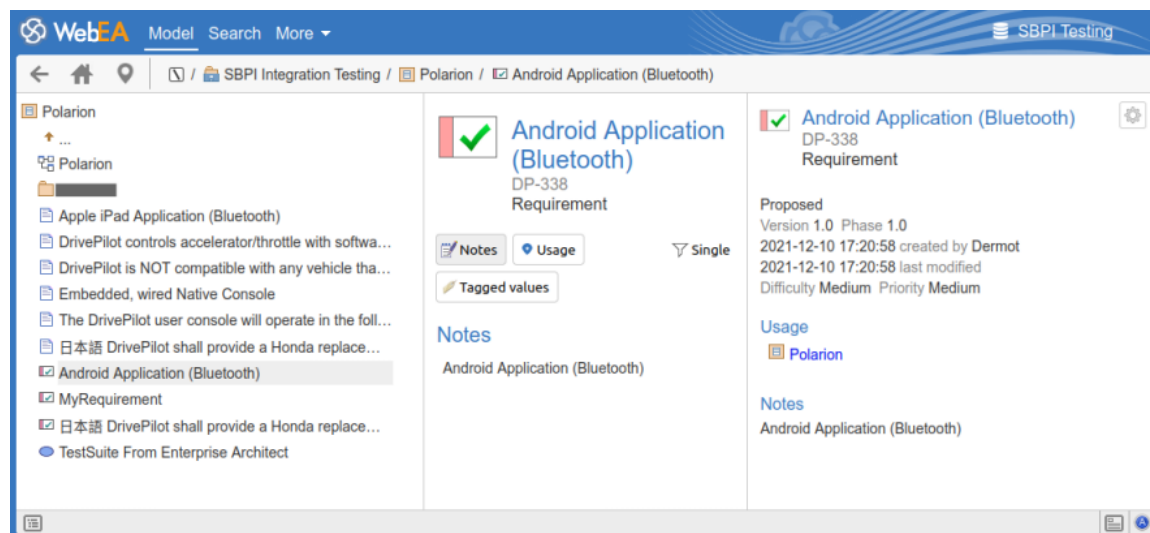 WebEA Model Search More SBPI Testing
/ SBPI Integration Testing / Polarion / Android Application (Bluetooth)
Polarion
...
Polarion
Apple iPad Application (Bluetooth)
DrivePilot controls accelerator/throttle with softwa...
DrivePilot is NOT compatible with any vehicle tha...
Embedded, wired Native Console
The DrivePilot user console will operate in the foll...
日本語 DrivePilot shall provide a Honda replace...
Android Application (Bluetooth)
MyRequirement
日本語 DrivePilot shall provide a Honda replace...
TestSuite From Enterprise Architect
Android Application
(Bluetooth)
DP-338
Requirement
Notes Usage Single
Tagged values
Notes
Android Application (Bluetooth)
Android Application (Bluetooth)
DP-338
Requirement
Proposed
Version 1.0 Phase 1.0
2021-12-10 17:20:58 created by Dermot
2021-12-10 17:20:58 last modified
Difficulty Medium Priority Medium
Usage
Polarion
Notes
Android Application (Bluetooth)
A